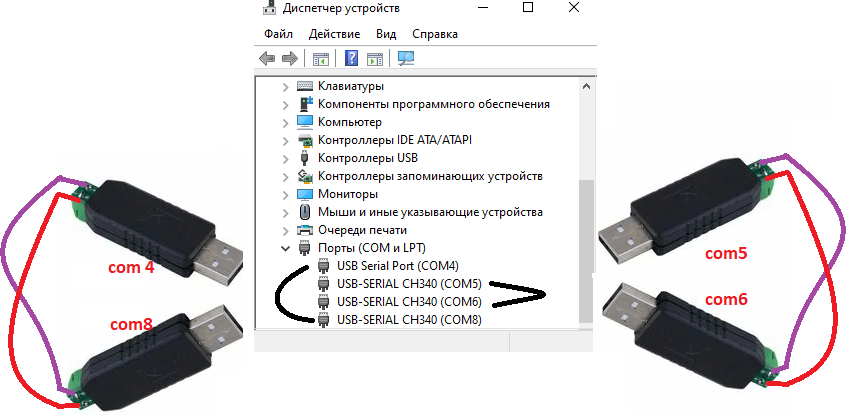 Диспетчер устройств
Файл Действие Вид Справка
Клавиатуры
Компоненты программного обеспечения
Компьютер
Контроллеры IDE ATA/ATAPI
Контроллеры USB
Контроллеры запоминающих устройств
Мониторы
Мыши и иные указывающие устройства
Очереди печати
Порты (COM и LPT)
USB Serial Port (COM4)
USB-SERIAL CH340 (COM5)
USB-SERIAL CH340 (COM6)
USB-SERIAL CH340 (COM8)
com 4
com8
com5
com6